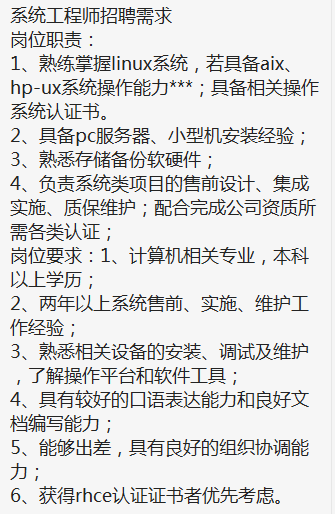 系统工程师招聘需求
岗位职责：
1、熟练掌握linux系统，若具备aix、
hp-ux系统操作能力***；具备相关操作
系统认证书。
2、具备pc服务器、小型机安装经验；
3、熟悉存储备份软硬件；
4、负责系统类项目的售前设计、集成
实施、质保维护；配合完成公司资质所
需各类认证；
岗位要求：1、计算机相关专业，本科
以上学历；
2、两年以上系统售前、实施、维护工
作经验；
3、熟悉相关设备的安装、调试及维护
，了解操作平台和软件工具；
4、具有较好的口语表达能力和良好文
档编写能力；
5、能够出差，具有良好的组织协调能
力；
6、获得rhce认证证书者优先考虑。